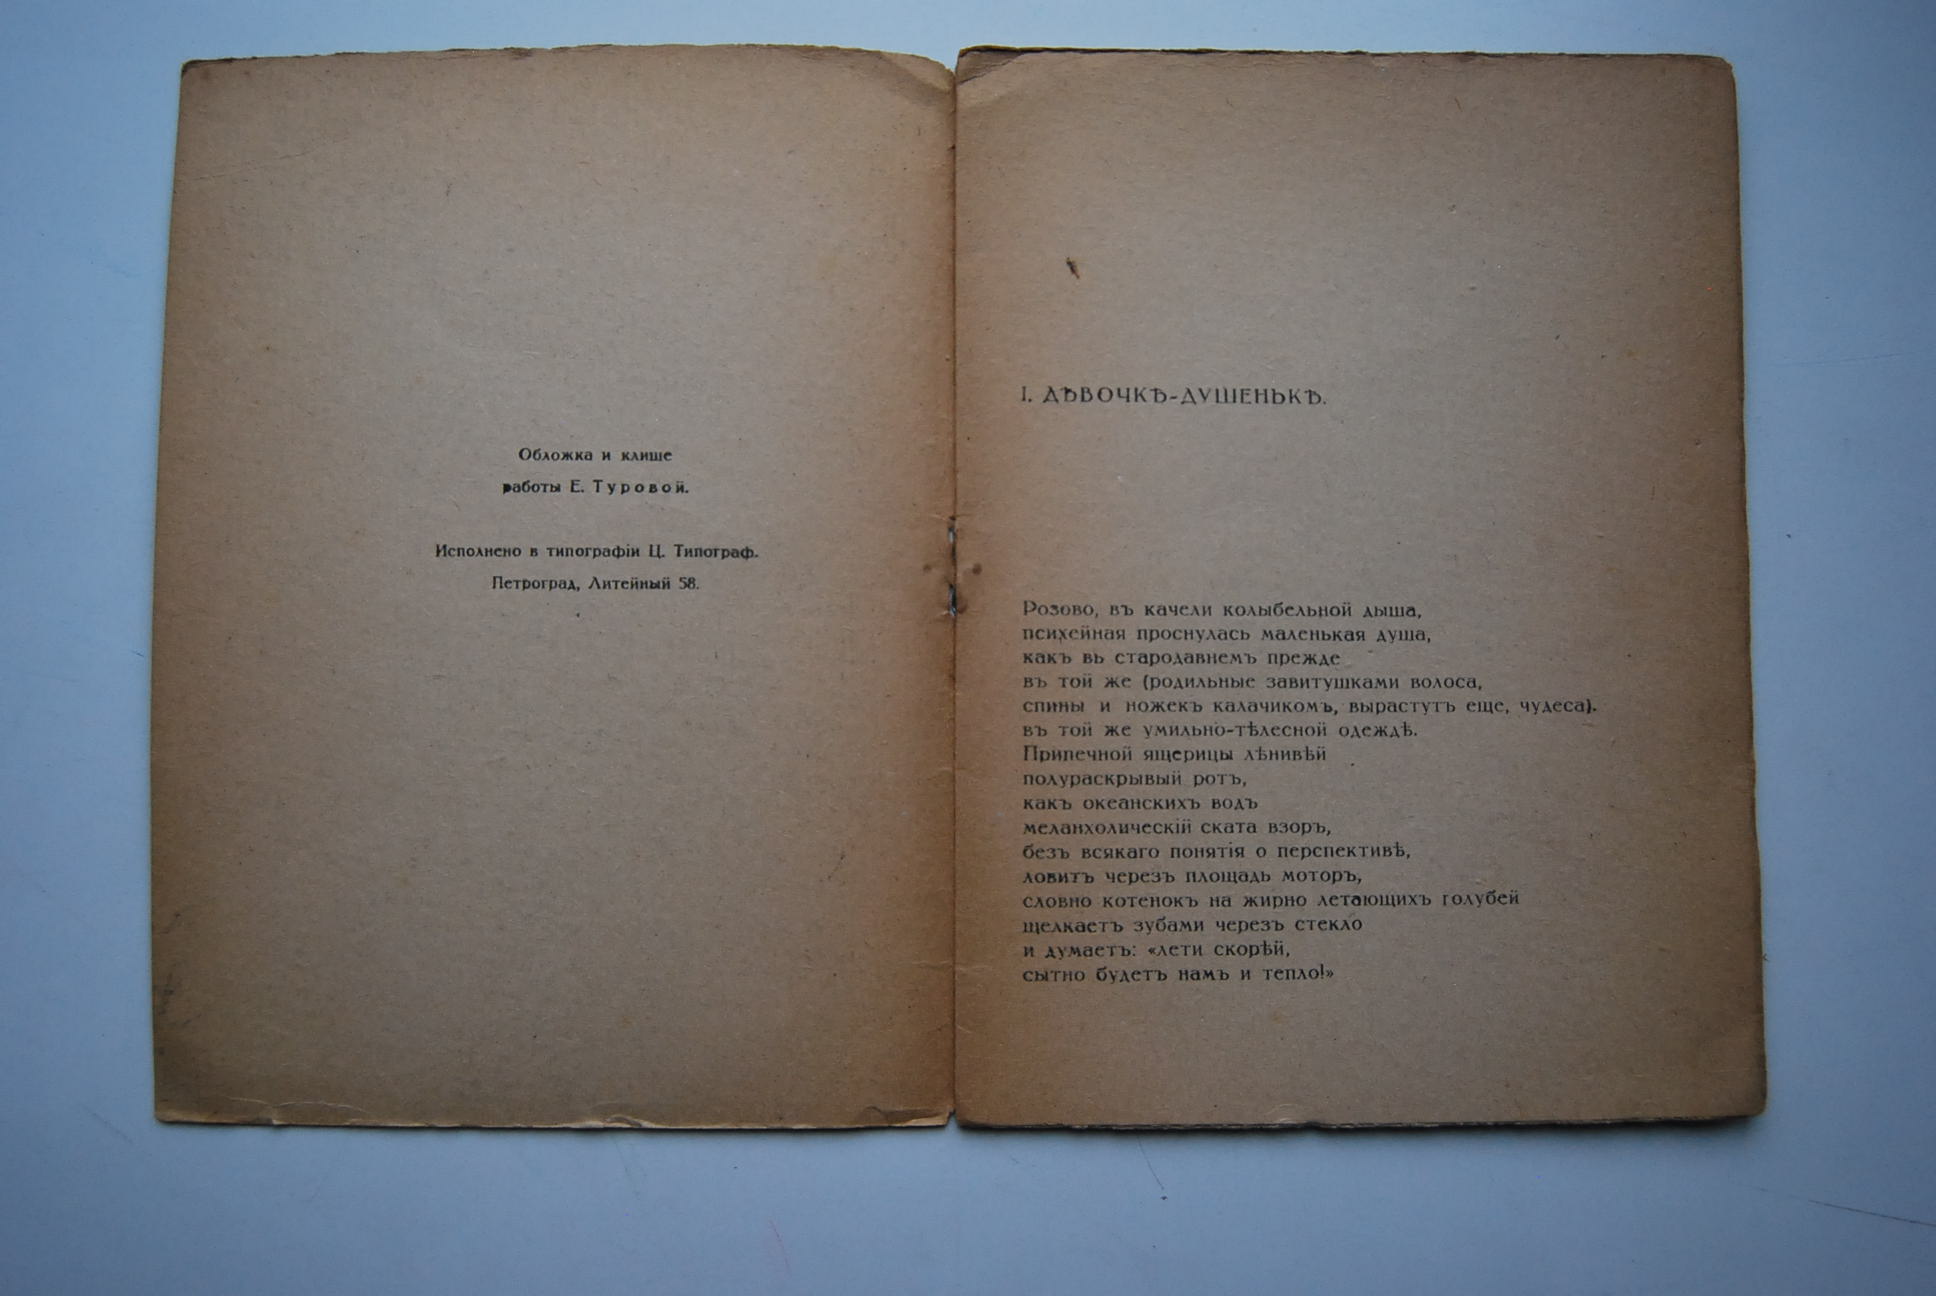 Обложка и клише
работы Е. Туровой.
Исполнено в типографіи Ц. Типограф.
Петроград, Литейный 58.
I. ДѢВОЧКѢ-ДУШЕНЬКѢ.
Розово, въ качели колыбельной дыша,
психейная проснулась маленькая душа,
какъ вь стародавнемъ прежде
въ той же (родильные завитушками волоса,
спины и ножекъ калачикомъ, вырастутъ еще, чудеса).
въ той же умильно-тѣлесной одеждѣ.
Припечной ящерицы лѣнивѣй
полураскрывый ротъ,
какъ океанскихъ водъ
меланхолическій ската взоръ,
безъ всякаго понятія о перспективѣ,
ловитъ черезъ площадь моторъ,
словно котенокъ на жирно летающихъ голубей
щелкаетъ зубами черезъ стекло
и думаетъ: «лети скорѣй,
сытно будетъ намъ и тепло!»